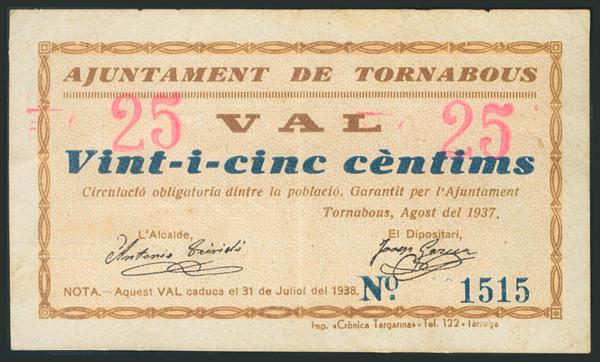 AJUNTAMENT DE TORNABOUS
25 VAL 25
Vint-i-cinc cèntims
Circulació obligatoria dintre la població. Garantit per l'Ajuntament
Tornabous, Agost del 1937.
L'Alcalde, El Dipositari,
Antonio
NOTA.— Aquest VAL caduca el 31 de Juliol del 1938. Nº 1515
Imp. «Crònica Targarina» Tel. 122 - Tàrrega